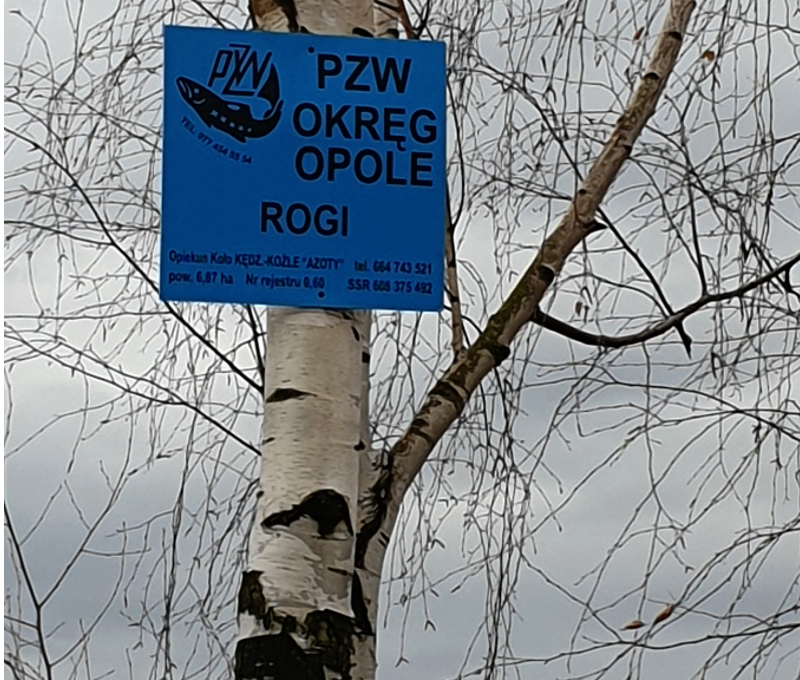 PZW
TEL. 077 454 55 54
PZW
OKRĘG
OPOLE
ROGI
Opiekun Koło KĘDZ.-KOŹLE "AZOTY" tel. 664 743 521
pow. 6,87 ha Nr rejestru 0,60 SSR 608 375 492